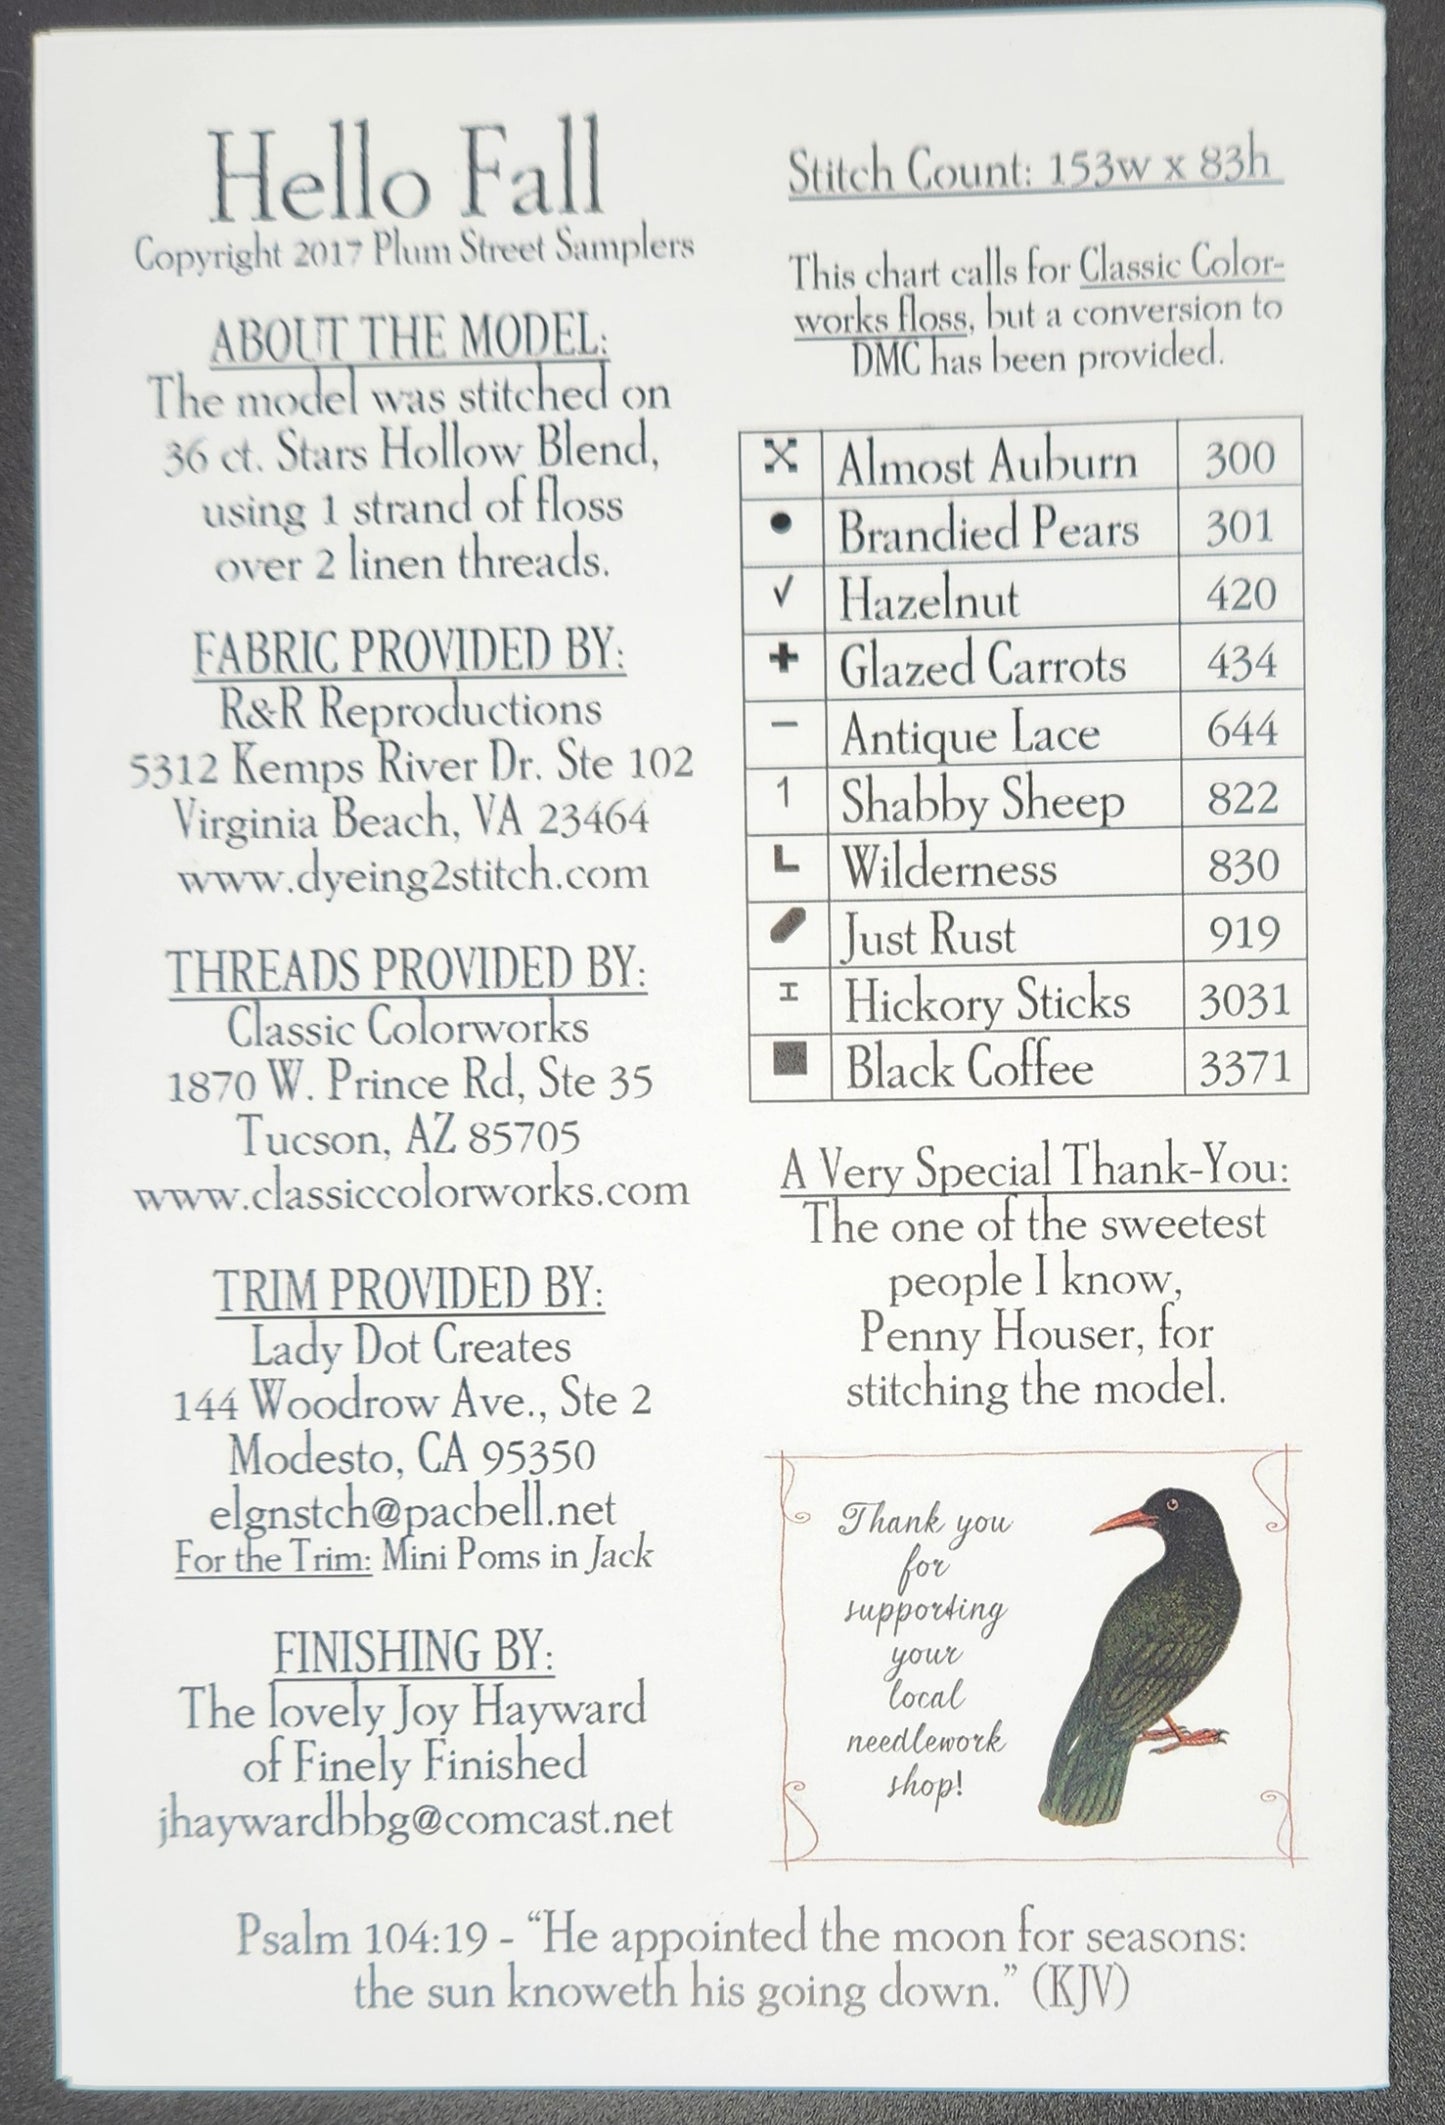 Hello Fall
Copyright 2017 Plum Street Samplers
ABOUT THE MODEL:
The model was stitched on
36 ct. Stars Hollow Blend,
using 1 strand of floss
over 2 linen threads.
FABRIC PROVIDED BY:
R&R Reproductions
5312 Kemps River Dr. Ste 102
Virginia Beach, VA 23464
www.dyeing2stitch.com
THREADS PROVIDED BY:
Classic Colorworks
1870 W. Prince Rd, Ste 35
Tucson, AZ 85705
www.classiccolorworks.com
TRIM PROVIDED BY:
Lady Dot Creates
144 Woodrow Ave., Ste 2
Modesto, CA 95350
elgnstch@pacbell.net
For the Trim: Mini Poms in Jack
FINISHING BY:
The lovely Joy Hayward
of Finely Finished
jhaywardbbg@comcast.net
Stitch Count: 153w x 83h
This chart calls for Classic Color-
works floss, but a conversion to
DMC has been provided.
Almost Auburn 300
Brandied Pears 301
√ Hazelnut 420
+ Glazed Carrots 434
– Antique Lace 644
1 Shabby Sheep 822
L Wilderness 830
Just Rust 919
I Hickory Sticks 3031
■ Black Coffee 3371
A Very Special Thank-You:
The one of the sweetest
people I know,
Penny Houser, for
stitching the model.
Thank you
for
supporting
your
local
needlework
shop!
Psalm 104:19 - “He appointed the moon for seasons:
the sun knoweth his going down.” (KJV)